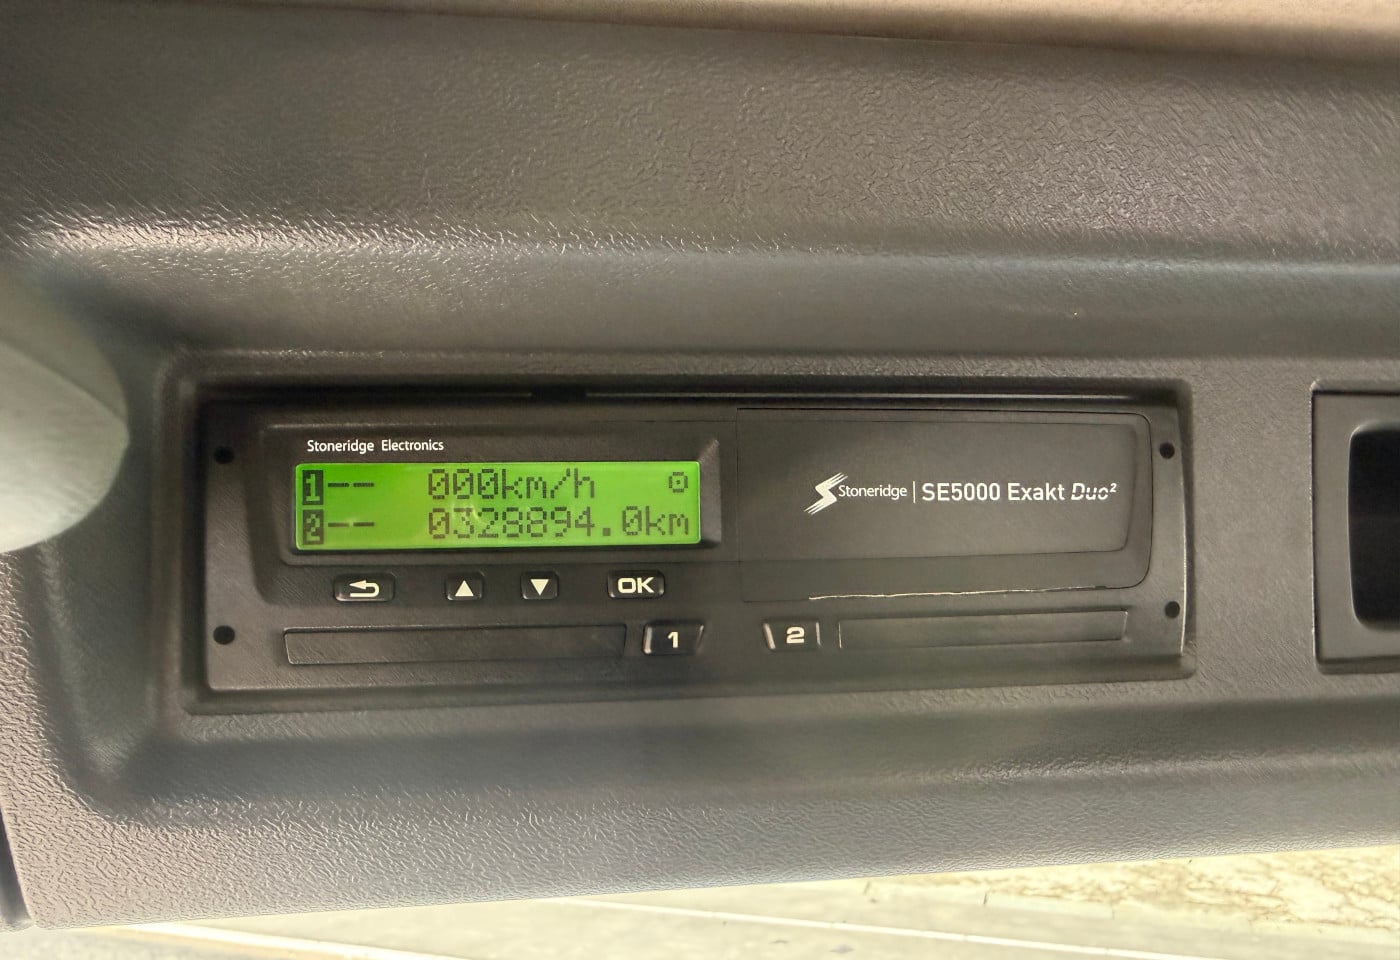 Stoneridge Electronics
1-- 000km/h
2-- 0328894.0km
Stoneridge | SE5000 Exakt Duo²
OK
1
2